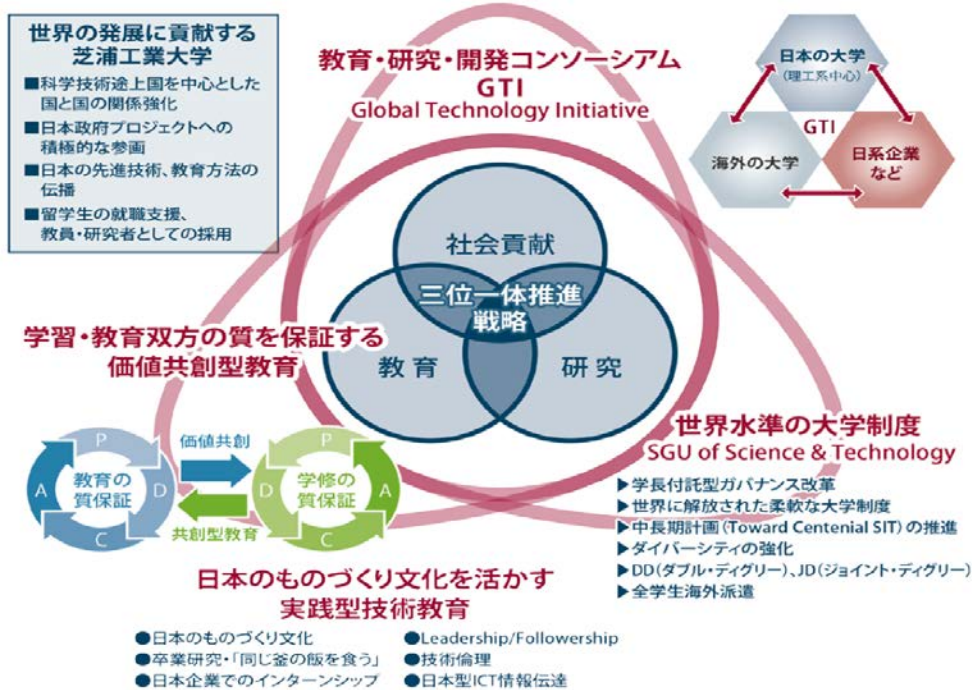 世界の発展に貢献する
芝浦工業大学
■科学技術途上国を中心とした
国と国の関係強化
■日本政府プロジェクトへの
積極的な参画
■日本の先進技術、教育方法の
伝播
■留学生の就職支援、
教員・研究者としての採用
教育・研究・開発コンソーシアム
GTI
Global Technology Initiative
日本の大学
(理工系中心)
GTI
海外の大学
日系企業
など
社会貢献
三位一体推進
戦略
教育
研究
学習・教育双方の質を保証する
価値共創型教育
P
D
C
A
教育の
質保証
価値共創
共創型教育
P
D
C
A
学修の
質保証
世界水準の大学制度
SGU of Science & Technology
▶学長付託型ガバナンス改革
▶世界に解放された柔軟な大学制度
▶中長期計画(Toward Centenial SIT)の推進
▶ダイバーシティの強化
▶DD(ダブル・ディグリー)、JD(ジョイント・ディグリー)
▶全学生海外派遣
日本のものづくり文化を活かす
実践型技術教育
●日本のものづくり文化
●卒業研究・「同じ釜の飯を食う」
●日本企業でのインターンシップ
●Leadership/Followership
●技術倫理
●日本型ICT情報伝達